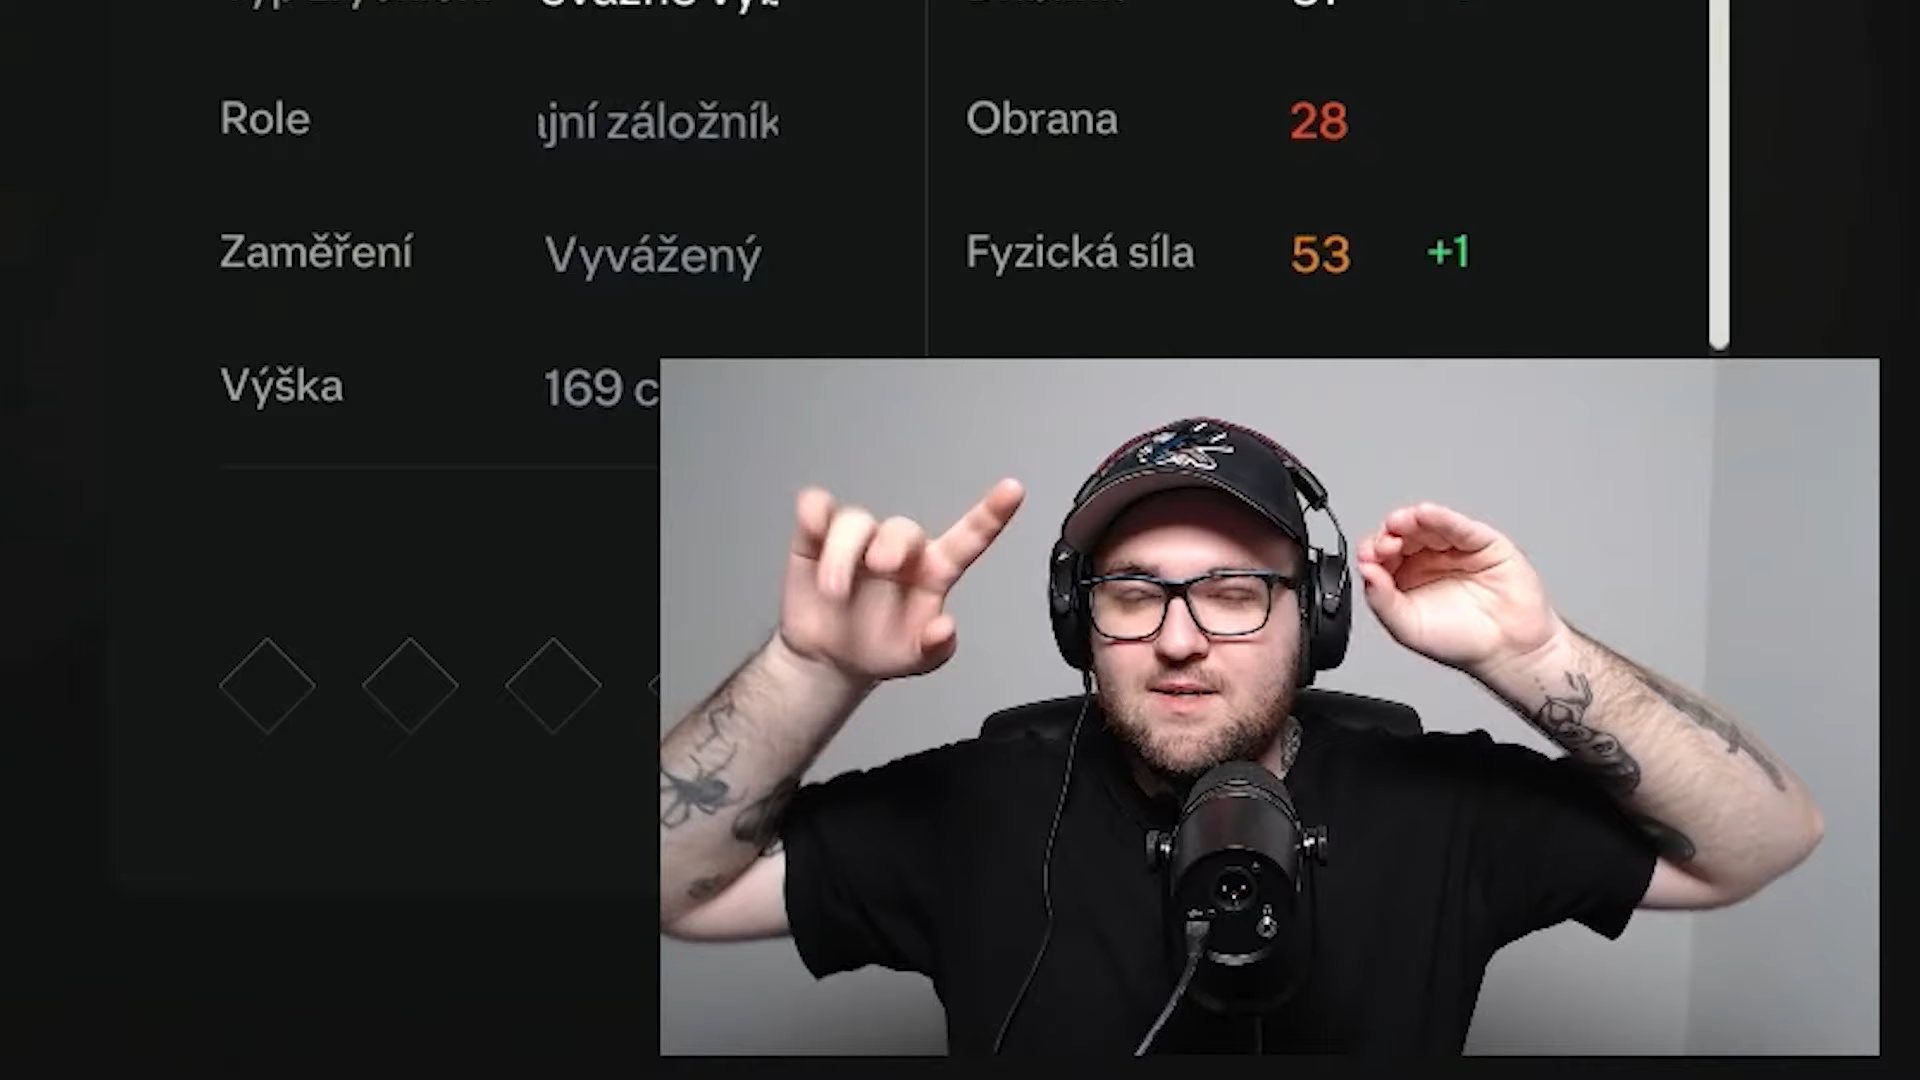 Role
ajní záložník
Obrana
28
Zaměření
Vyvážený
Fyzická síla
53
+1
Výška
169 c